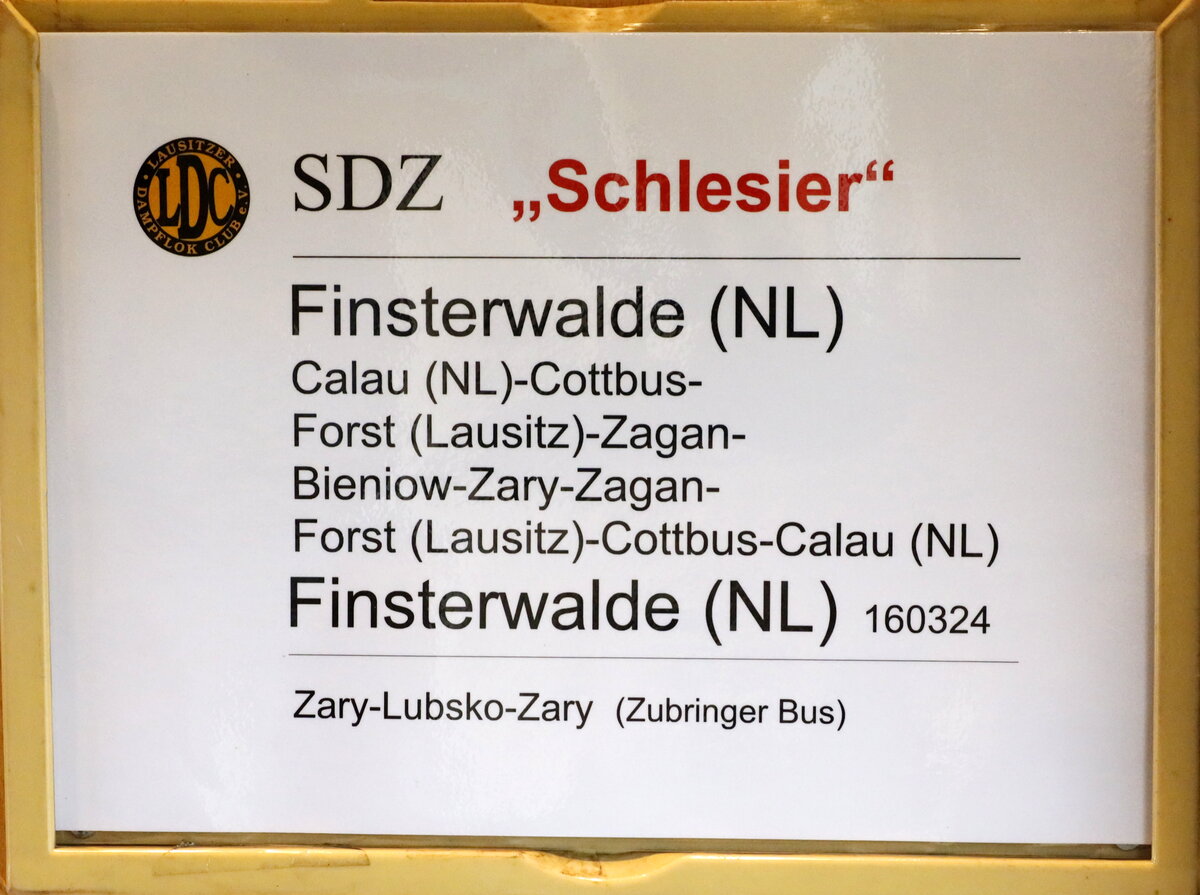 LAUSITZER
LDC
DAMPFLOK CLUB e.V.
SDZ „Schlesier“
Finsterwalde (NL)
Calau (NL)-Cottbus-
Forst (Lausitz)-Zagan-
Bieniow-Zary-Zagan-
Forst (Lausitz)-Cottbus-Calau (NL)
Finsterwalde (NL) 160324
Zary-Lubsko-Zary (Zubringer Bus)